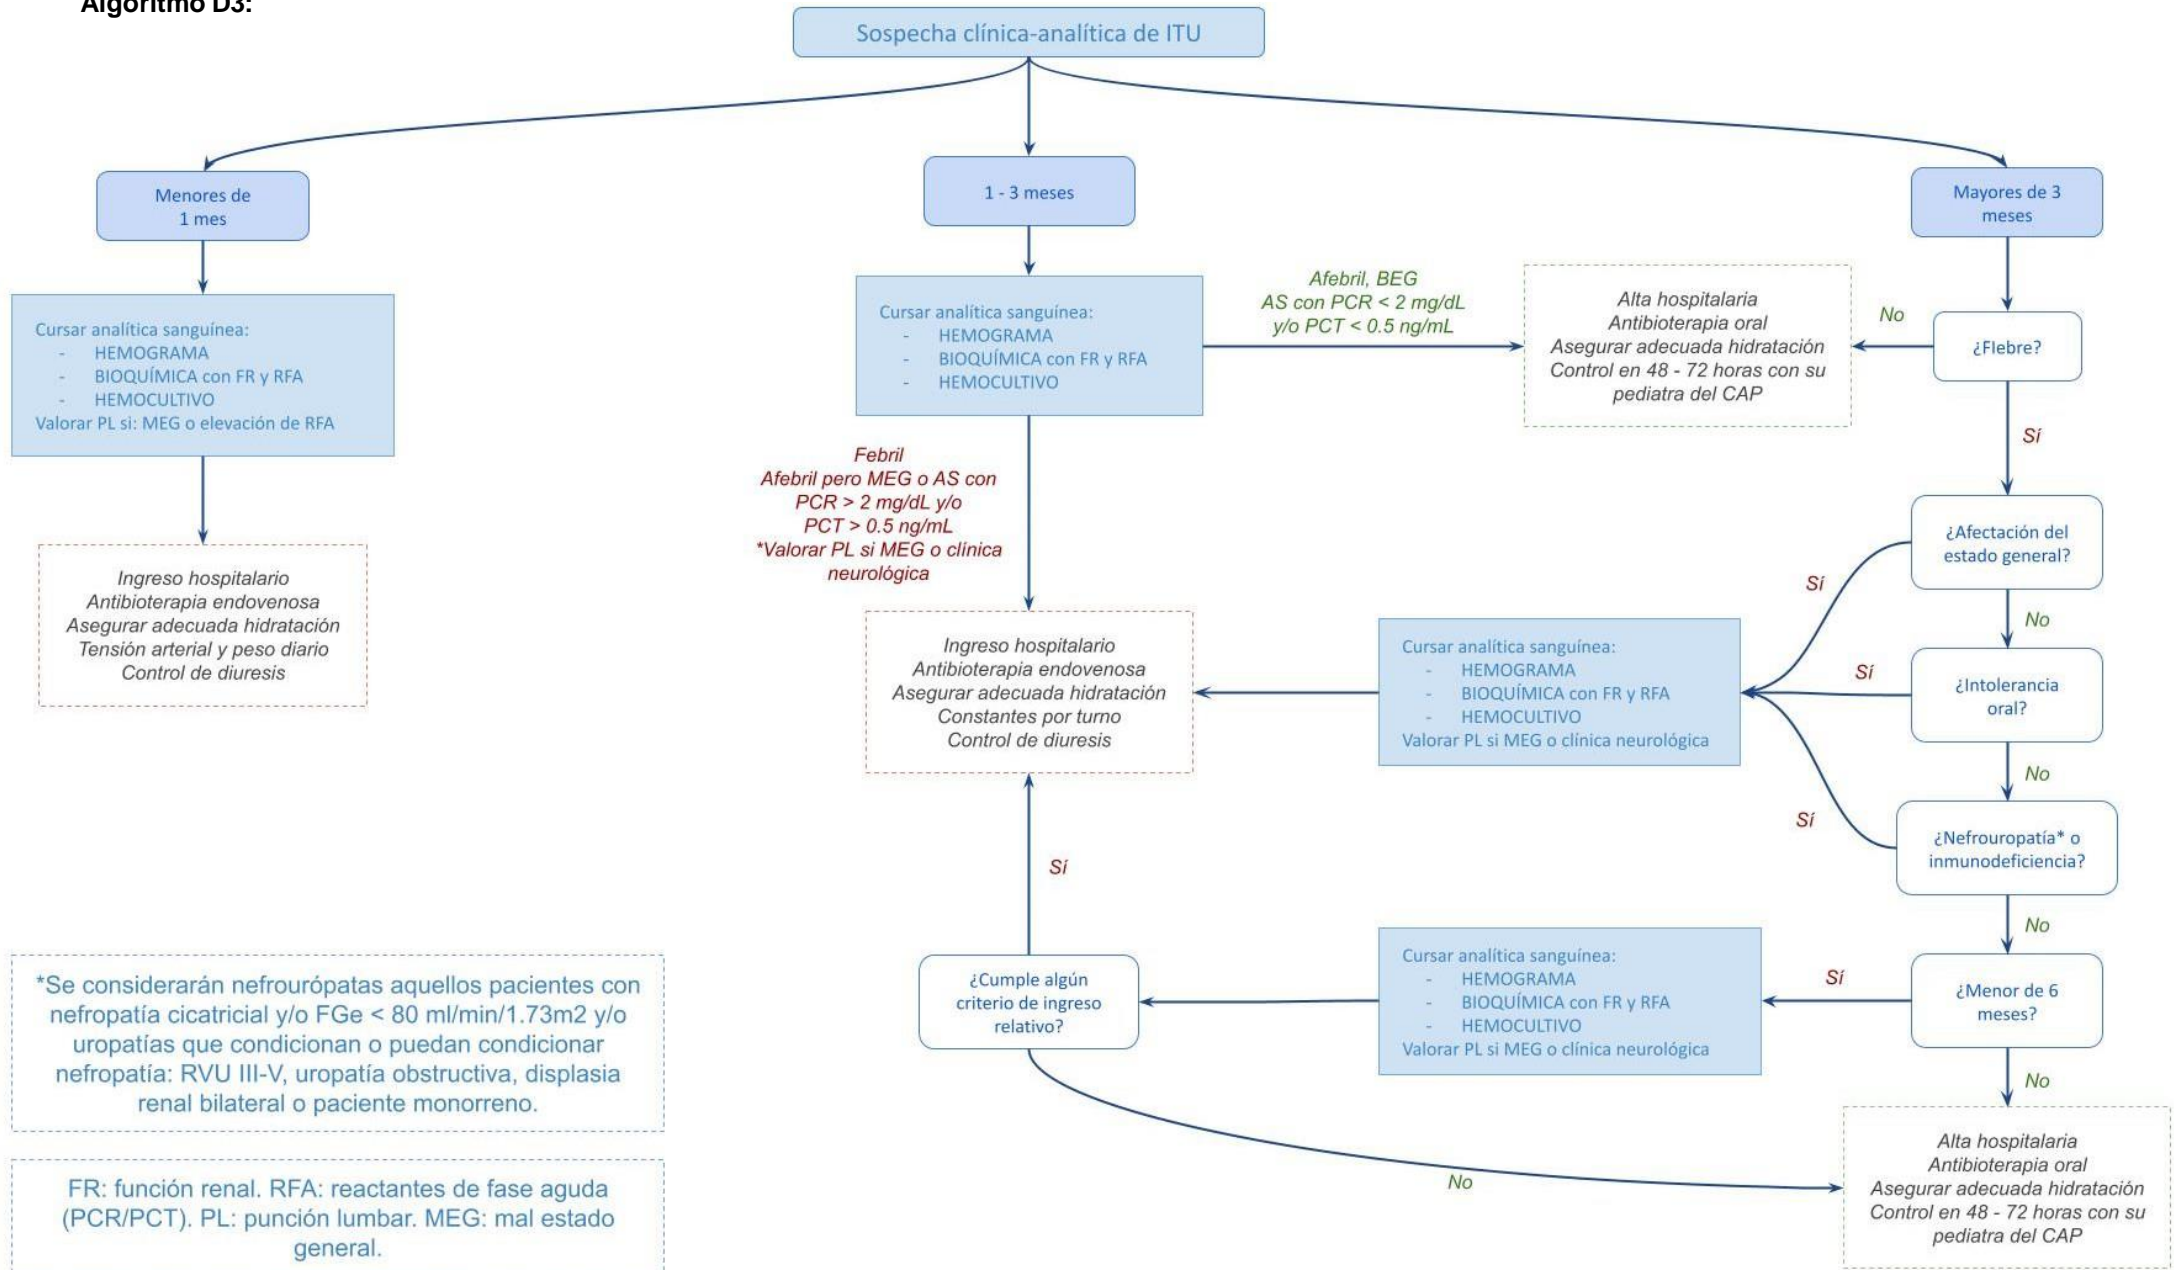 Algoritmo D3:
Sospecha clínica-analítica de ITU
Menores de
1 mes
1 - 3 meses
Mayores de 3
meses
Cursar analítica sanguínea:
- HEMOGRAMA
- BIOQUÍMICA con FR y RFA
- HEMOCULTIVO
Valorar PL si: MEG o elevación de RFA
Ingreso hospitalario
Antibioterapia endovenosa
Asegurar adecuada hidratación
Tensión arterial y peso diario
Control de diuresis
Cursar analítica sanguínea:
- HEMOGRAMA
- BIOQUÍMICA con FR y RFA
- HEMOCULTIVO
Afebril, BEG
AS con PCR < 2 mg/dL
y/o PCT < 0.5 ng/mL
Alta hospitalaria
Antibioterapia oral
Asegurar adecuada hidratación
Control en 48 - 72 horas con su
pediatra del CAP
No
¿FIebre?
Sí
Febril
Afebril pero MEG o AS con
PCR > 2 mg/dL y/o
PCT > 0.5 ng/mL
*Valorar PL si MEG o clínica
neurológica
Ingreso hospitalario
Antibioterapia endovenosa
Asegurar adecuada hidratación
Constantes por turno
Control de diuresis
Cursar analítica sanguínea:
- HEMOGRAMA
- BIOQUÍMICA con FR y RFA
- HEMOCULTIVO
Valorar PL si MEG o clínica neurológica
¿Afectación del
estado general?
Sí
No
¿Intolerancia
oral?
Sí
No
¿Nefrouropatía* o
inmunodeficiencia?
Sí
No
¿Menor de 6
meses?
Sí
No
Cursar analítica sanguínea:
- HEMOGRAMA
- BIOQUÍMICA con FR y RFA
- HEMOCULTIVO
Valorar PL si MEG o clínica neurológica
¿Cumple algún
criterio de ingreso
relativo?
Sí
No
Alta hospitalaria
Antibioterapia oral
Asegurar adecuada hidratación
Control en 48 - 72 horas con su
pediatra del CAP
*Se considerarán nefrourópatas aquellos pacientes con
nefropatía cicatricial y/o FGe < 80 ml/min/1.73m2 y/o
uropatías que condicionan o puedan condicionar
nefropatía: RVU III-V, uropatía obstructiva, displasia
renal bilateral o paciente monorreno.
FR: función renal. RFA: reactantes de fase aguda
(PCR/PCT). PL: punción lumbar. MEG: mal estado
general.